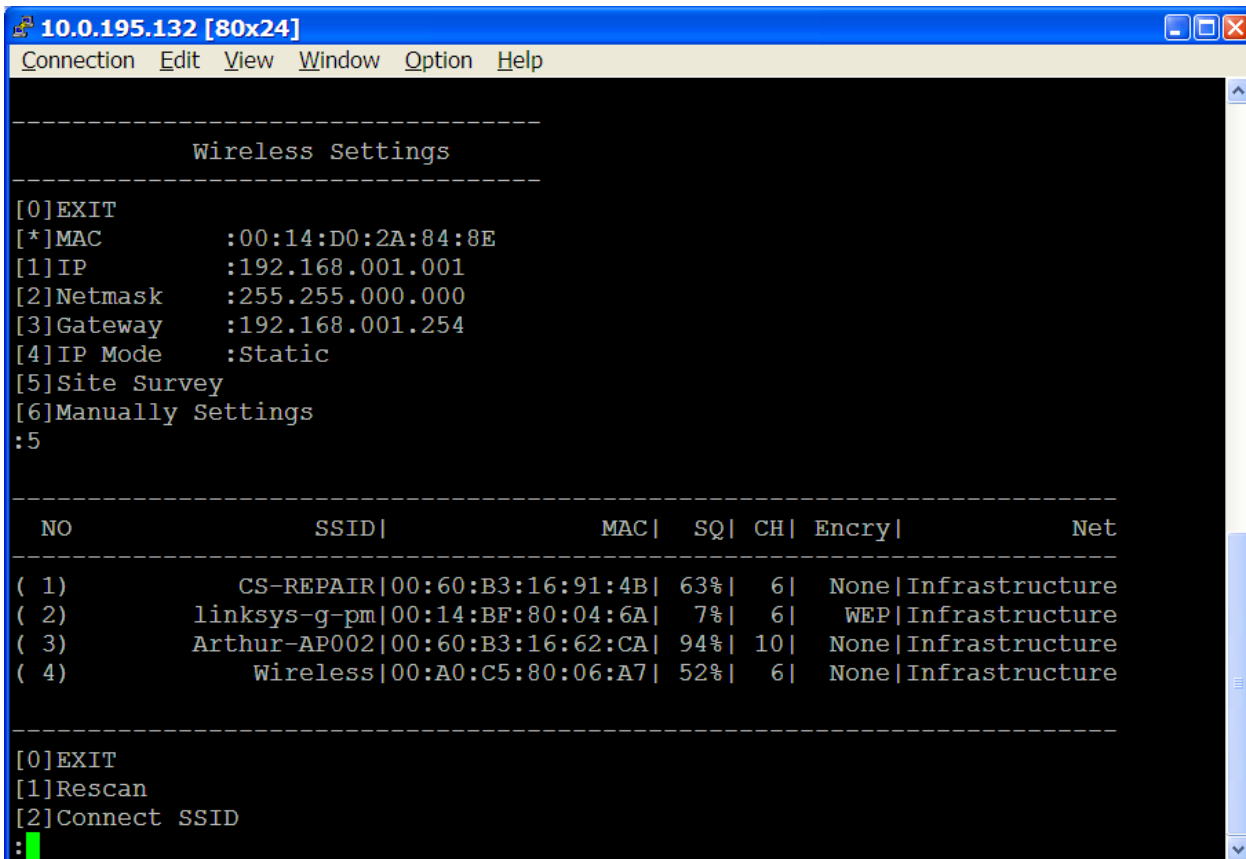 10.0.195.132 [80x24]
Connection Edit View Window Option Help
-----------------------------------
Wireless Settings
-----------------------------------
[0]EXIT
[*]MAC :00:14:D0:2A:84:8E
[1]IP :192.168.001.001
[2]Netmask :255.255.000.000
[3]Gateway :192.168.001.254
[4]IP Mode :Static
[5]Site Survey
[6]Manually Settings
:5
-------------------------------------------------------------------------
NO SSID| MAC| SQ| CH| Encry| Net
-------------------------------------------------------------------------
( 1) CS-REPAIR|00:60:B3:16:91:4B| 63%| 6| None|Infrastructure
( 2) linksys-g-pm|00:14:BF:80:04:6A| 7%| 6| WEP|Infrastructure
( 3) Arthur-AP002|00:60:B3:16:62:CA| 94%| 10| None|Infrastructure
( 4) Wireless|00:A0:C5:80:06:A7| 52%| 6| None|Infrastructure
-------------------------------------------------------------------------
[0]EXIT
[1]Rescan
[2]Connect SSID
: